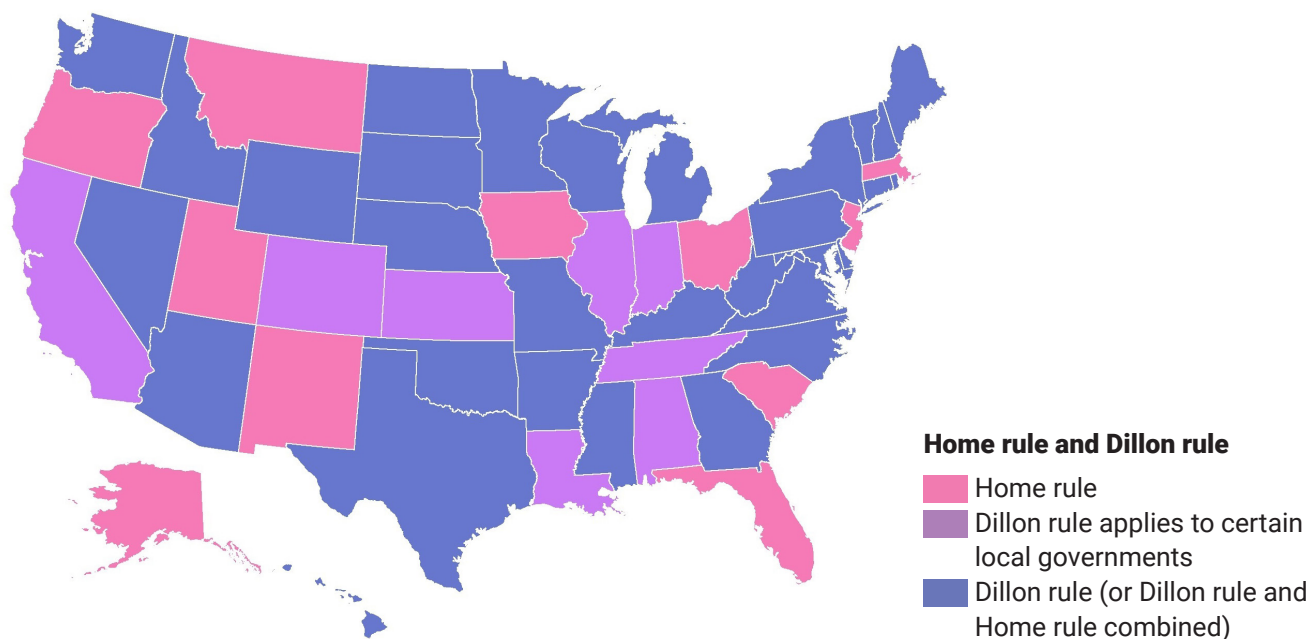 Home rule and Dillon rule
Home rule
Dillon rule applies to certain
local governments
Dillon rule (or Dillon rule and
Home rule combined)